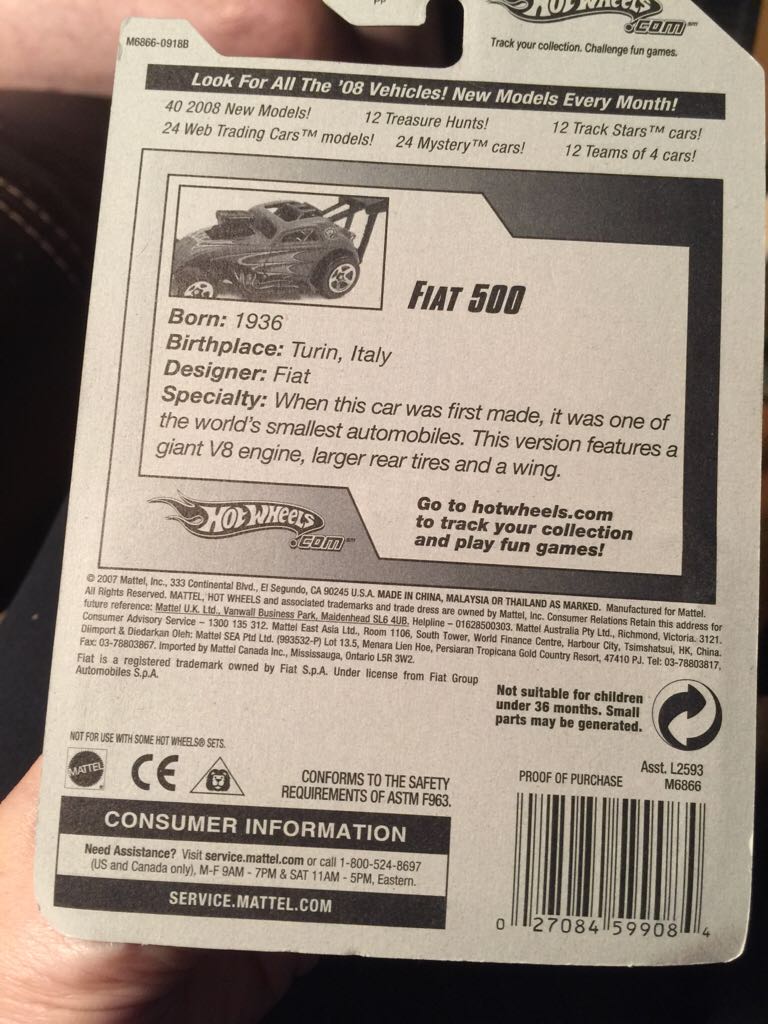 PP
HOT WHEELS
.COM℠
M6866-0918B
Track your collection. Challenge fun games.
Look For All The '08 Vehicles! New Models Every Month!
40 2008 New Models! 12 Treasure Hunts! 12 Track Stars™ cars!
24 Web Trading Cars™ models! 24 Mystery™ cars! 12 Teams of 4 cars!
FIAT 500
Born: 1936
Birthplace: Turin, Italy
Designer: Fiat
Specialty: When this car was first made, it was one of
the world's smallest automobiles. This version features a
giant V8 engine, larger rear tires and a wing.
HOT WHEELS
.COM℠
Go to hotwheels.com
to track your collection
and play fun games!
© 2007 Mattel, Inc., 333 Continental Blvd., El Segundo, CA 90245 U.S.A. MADE IN CHINA, MALAYSIA OR THAILAND AS MARKED. Manufactured for Mattel.
All Rights Reserved. MATTEL, HOT WHEELS and associated trademarks and trade dress are owned by Mattel, Inc. Consumer Relations Retain this address for
future reference: Mattel U.K. Ltd., Vanwall Business Park, Maidenhead SL6 4UB. Helpline – 01628500303. Mattel Australia Pty Ltd., Richmond, Victoria. 3121.
Consumer Advisory Service – 1300 135 312. Mattel East Asia Ltd., Room 1106, South Tower, World Finance Centre, Harbour City, Tsimshatsui, HK, China.
Diimport & Diedarkan Oleh: Mattel SEA Ptd Ltd. (993532-P) Lot 13.5, Menara Lien Hoe, Persiaran Tropicana Gold Country Resort, 47410 PJ. Tel: 03-78803817,
Fax: 03-78803867. Imported by Mattel Canada Inc., Mississauga, Ontario L5R 3W2.
Fiat is a registered trademark owned by Fiat S.p.A. Under license from Fiat Group
Automobiles S.p.A.
Not suitable for children
under 36 months. Small
parts may be generated.
NOT FOR USE WITH SOME HOT WHEELS® SETS.
MATTEL
CE
CONFORMS TO THE SAFETY
REQUIREMENTS OF ASTM F963.
PROOF OF PURCHASE
Asst. L2593
M6866
CONSUMER INFORMATION
Need Assistance? Visit service.mattel.com or call 1-800-524-8697
(US and Canada only), M-F 9AM - 7PM & SAT 11AM - 5PM, Eastern.
SERVICE.MATTEL.COM
0 27084 59908 4